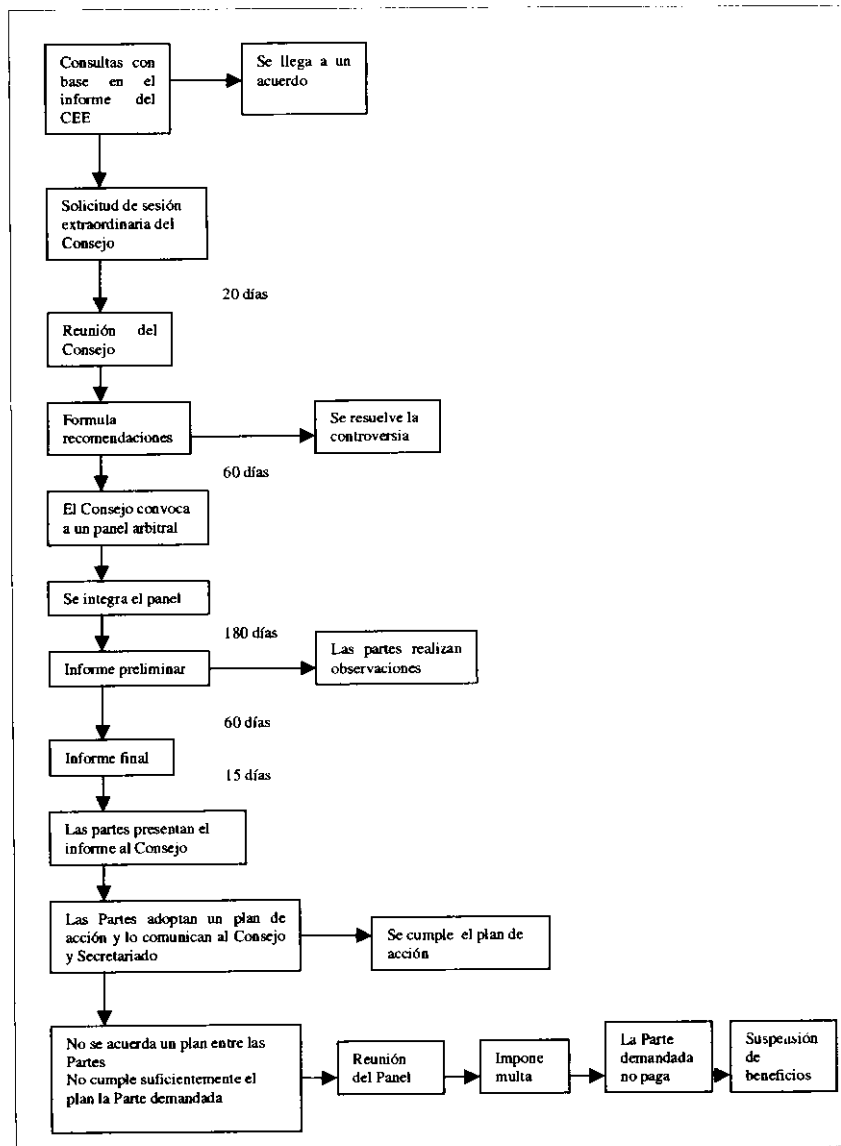 Consultas con
base en el
informe del
CEE
Se llega a un
acuerdo
Solicitud de sesión
extraordinaria del
Consejo
20 días
Reunión del
Consejo
Formula
recomendaciones
Se resuelve la
controversia
60 días
El Consejo convoca
a un panel arbitral
Se integra el panel
180 días
Informe preliminar
Las partes realizan
observaciones
60 días
Informe final
15 días
Las partes presentan el
informe al Consejo
Las Partes adoptan un plan de
acción y lo comunican al Consejo
y Secretariado
Se cumple el plan de
acción
No se acuerda un plan entre las
Partes
No cumple suficientemente el
plan la Parte demandada
Reunión
del Panel
Impone
multa
La Parte
demandada
no paga
Suspensión
de
beneficios